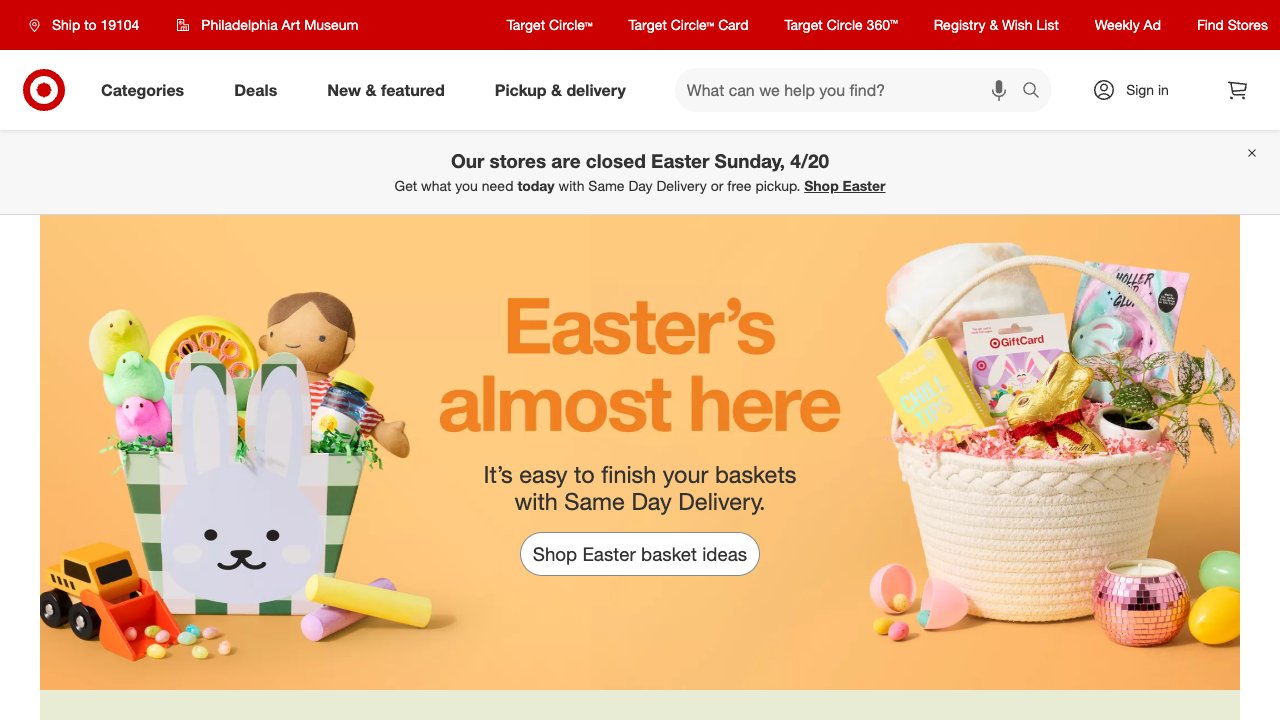 Ship to 19104
Philadelphia Art Museum
Target Circle™
Target Circle™ Card
Target Circle 360™
Registry & Wish List
Weekly Ad
Find Stores
Categories
Deals
New & featured
Pickup & delivery
What can we help you find?
Sign in
Our stores are closed Easter Sunday, 4/20
Get what you need today with Same Day Delivery or free pickup. Shop Easter
Easter's
almost here
It's easy to finish your baskets
with Same Day Delivery.
Shop Easter basket ideas
GiftCard
CHILL
TIPS
HOLLER
AND
GLOW
Lindt